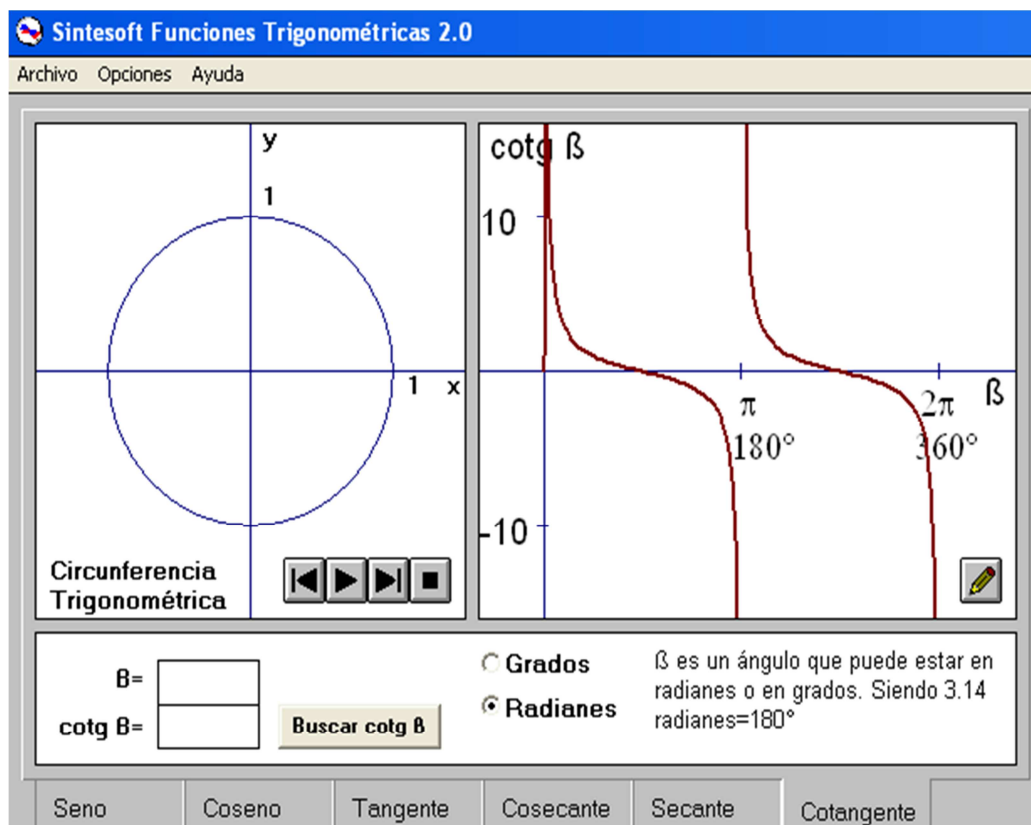 Sintesoft Funciones Trigonométricas 2.0
Archivo Opciones Ayuda
y
1
1 x
Circunferencia
Trigonométrica
cotg ß
10
π 2π ß
180° 360°
-10
ß=
cotg ß=
Buscar cotg ß
Grados
Radianes
ß es un ángulo que puede estar en
radianes o en grados. Siendo 3.14
radianes=180°
Seno Coseno Tangente Cosecante Secante Cotangente